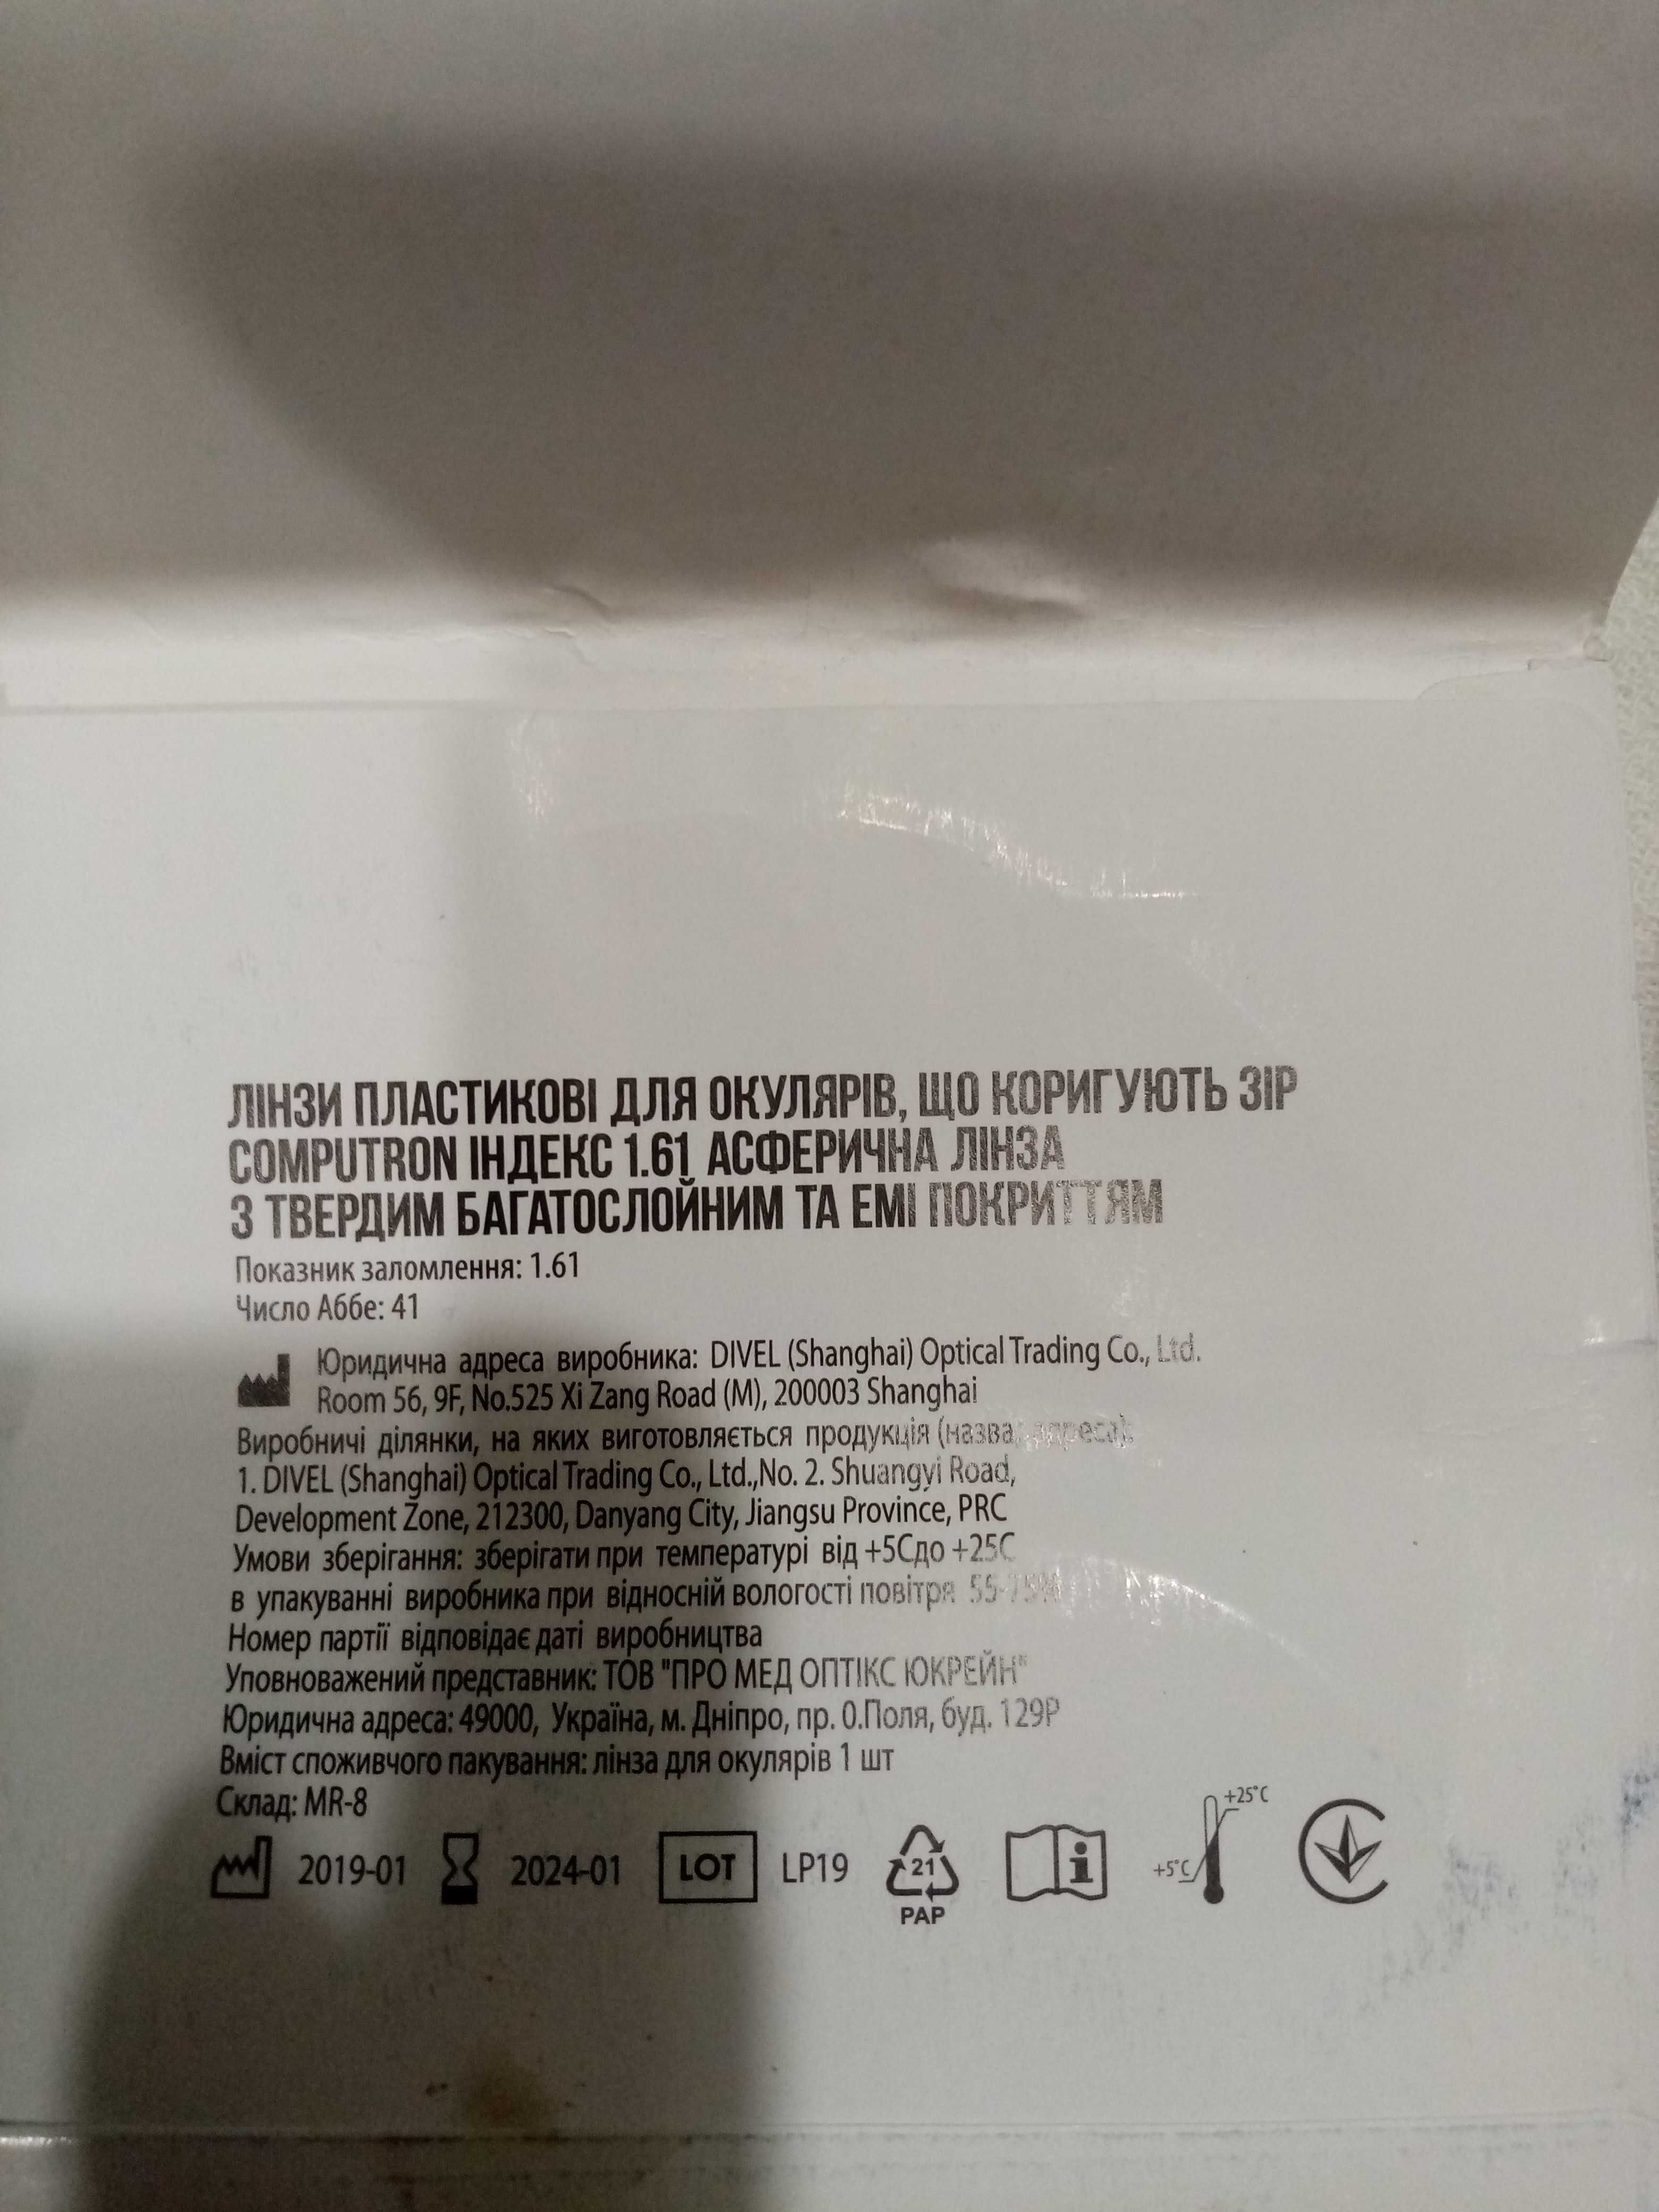 ЛІНЗИ ПЛАСТИКОВІ ДЛЯ ОКУЛЯРІВ, ЩО КОРИГУЮТЬ ЗІР
COMPUTRON ІНДЕКС 1.61 АСФЕРИЧНА ЛІНЗА
З ТВЕРДИМ БАГАТОСЛОЙНИМ ТА ЕМІ ПОКРИТТЯМ
Показник заломлення: 1.61
Число Аббе: 41
Юридична адреса виробника: DIVEL (Shanghai) Optical Trading Co., Ltd.
Room 56, 9F, No.525 Xi Zang Road (M), 200003 Shanghai
Виробничі ділянки, на яких виготовляється продукція (назва, адреса):
1. DIVEL (Shanghai) Optical Trading Co., Ltd.,No. 2. Shuangyi Road,
Development Zone, 212300, Danyang City, Jiangsu Province, PRC
Умови зберігання: зберігати при температурі від +5Сдо +25С
в упакуванні виробника при відносній вологості повітря 55-75%
Номер партії відповідає даті виробництва
Уповноважений представник: ТОВ "ПРО МЕД ОПТІКС ЮКРЕЙН"
Юридична адреса: 49000, Україна, м. Дніпро, пр. О.Поля, буд. 129Р
Вміст споживчого пакування: лінза для окулярів 1 шт
Склад: MR-8
2019-01 2024-01 LOT LP19 21 PAP +5°C +25°C